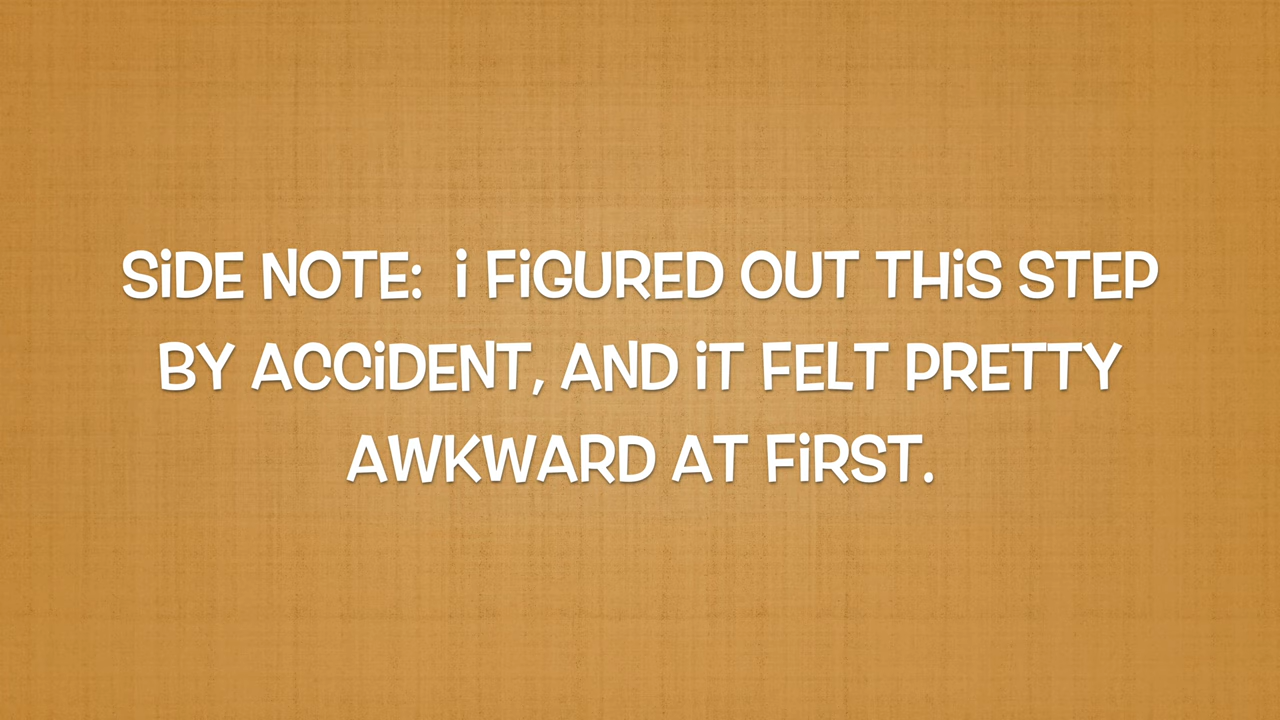 SiDE NOTE:  i FiGURED OUT THiS STEP
BY ACCiDENT, AND iT FELT PRETTY
AWKWARD AT FiRST.